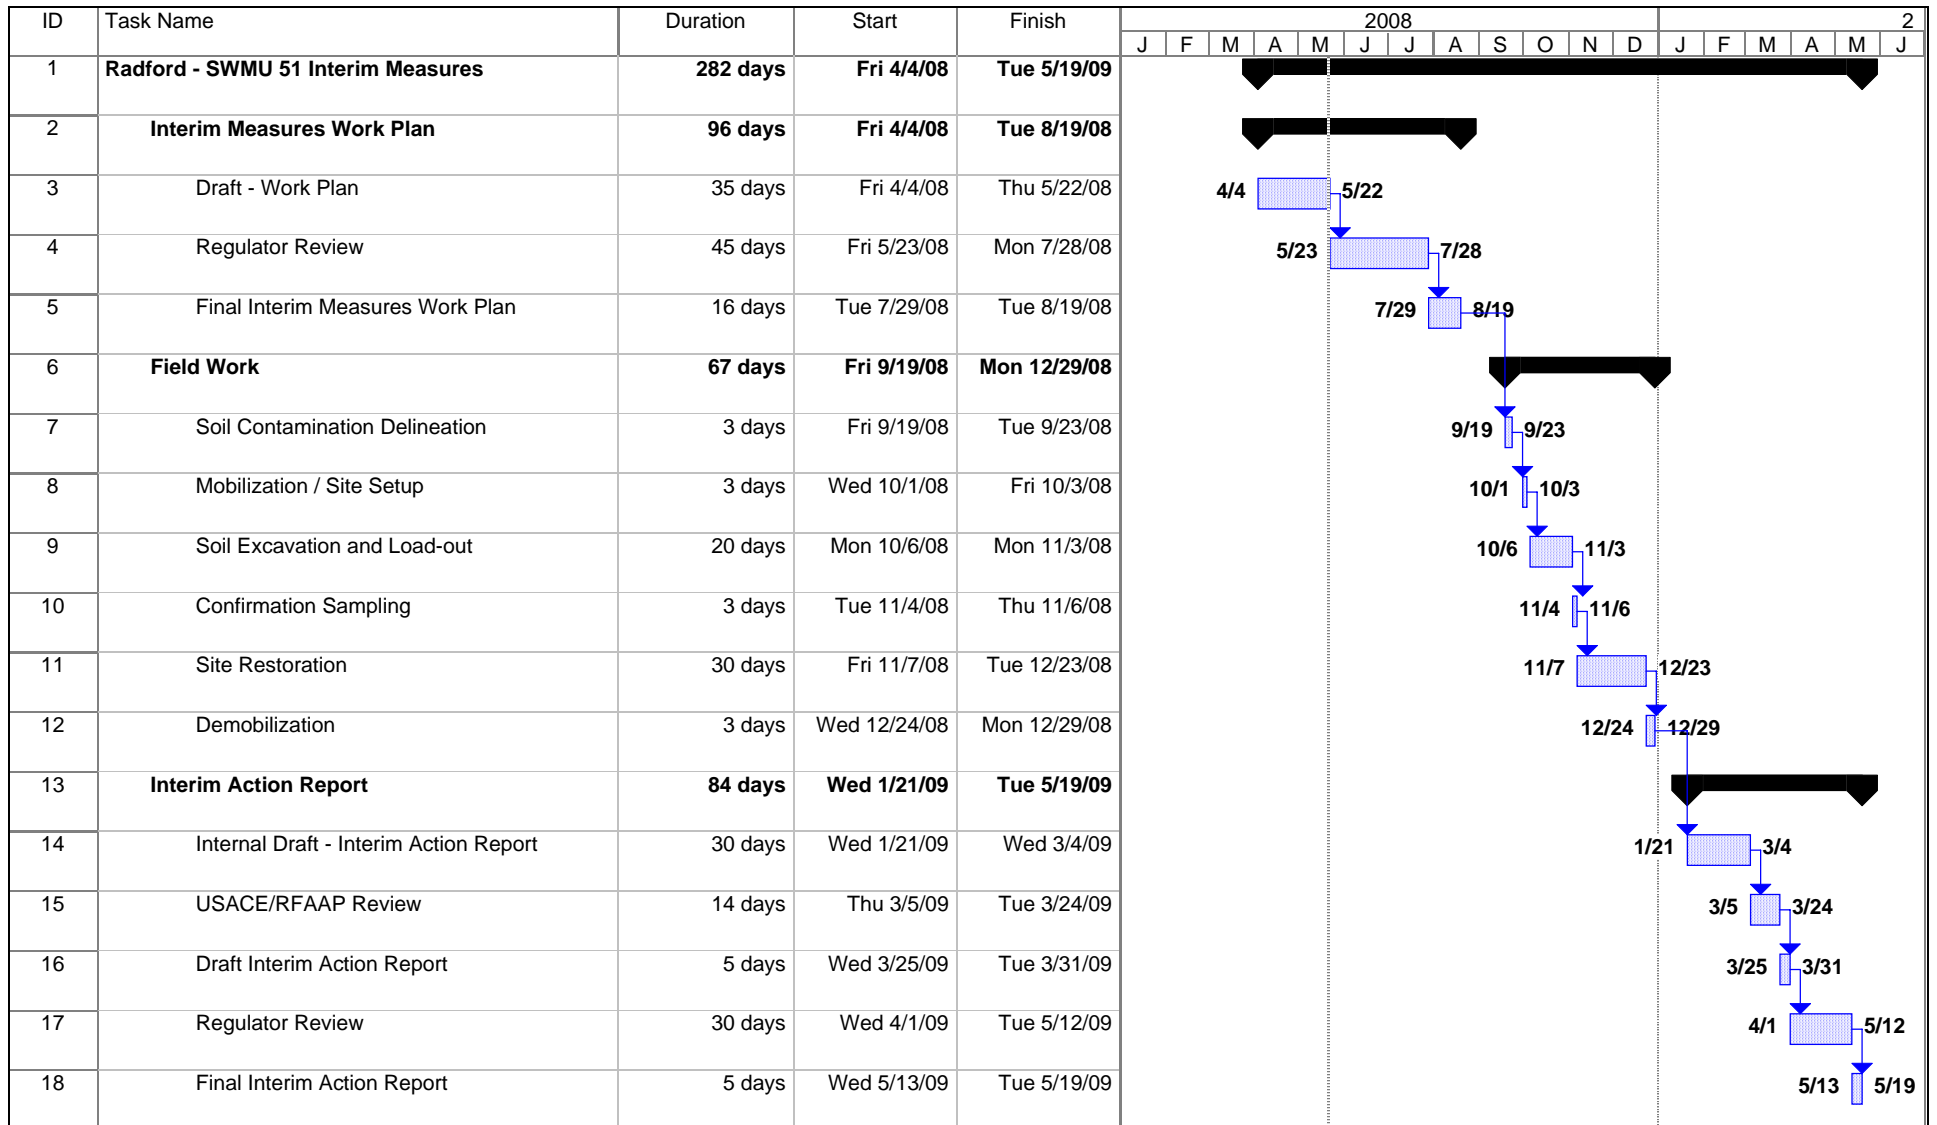 ID Task Name Duration Start Finish 2008 2
J F M A M J J A S O N D J F M A M J
1 Radford - SWMU 51 Interim Measures 282 days Fri 4/4/08 Tue 5/19/09
2 Interim Measures Work Plan 96 days Fri 4/4/08 Tue 8/19/08
3 Draft - Work Plan 35 days Fri 4/4/08 Thu 5/22/08 4/4 5/22
4 Regulator Review 45 days Fri 5/23/08 Mon 7/28/08 5/23 7/28
5 Final Interim Measures Work Plan 16 days Tue 7/29/08 Tue 8/19/08 7/29 8/19
6 Field Work 67 days Fri 9/19/08 Mon 12/29/08
7 Soil Contamination Delineation 3 days Fri 9/19/08 Tue 9/23/08 9/19 9/23
8 Mobilization / Site Setup 3 days Wed 10/1/08 Fri 10/3/08 10/1 10/3
9 Soil Excavation and Load-out 20 days Mon 10/6/08 Mon 11/3/08 10/6 11/3
10 Confirmation Sampling 3 days Tue 11/4/08 Thu 11/6/08 11/4 11/6
11 Site Restoration 30 days Fri 11/7/08 Tue 12/23/08 11/7 12/23
12 Demobilization 3 days Wed 12/24/08 Mon 12/29/08 12/24 12/29
13 Interim Action Report 84 days Wed 1/21/09 Tue 5/19/09
14 Internal Draft - Interim Action Report 30 days Wed 1/21/09 Wed 3/4/09 1/21 3/4
15 USACE/RFAAP Review 14 days Thu 3/5/09 Tue 3/24/09 3/5 3/24
16 Draft Interim Action Report 5 days Wed 3/25/09 Tue 3/31/09 3/25 3/31
17 Regulator Review 30 days Wed 4/1/09 Tue 5/12/09 4/1 5/12
18 Final Interim Action Report 5 days Wed 5/13/09 Tue 5/19/09 5/13 5/19